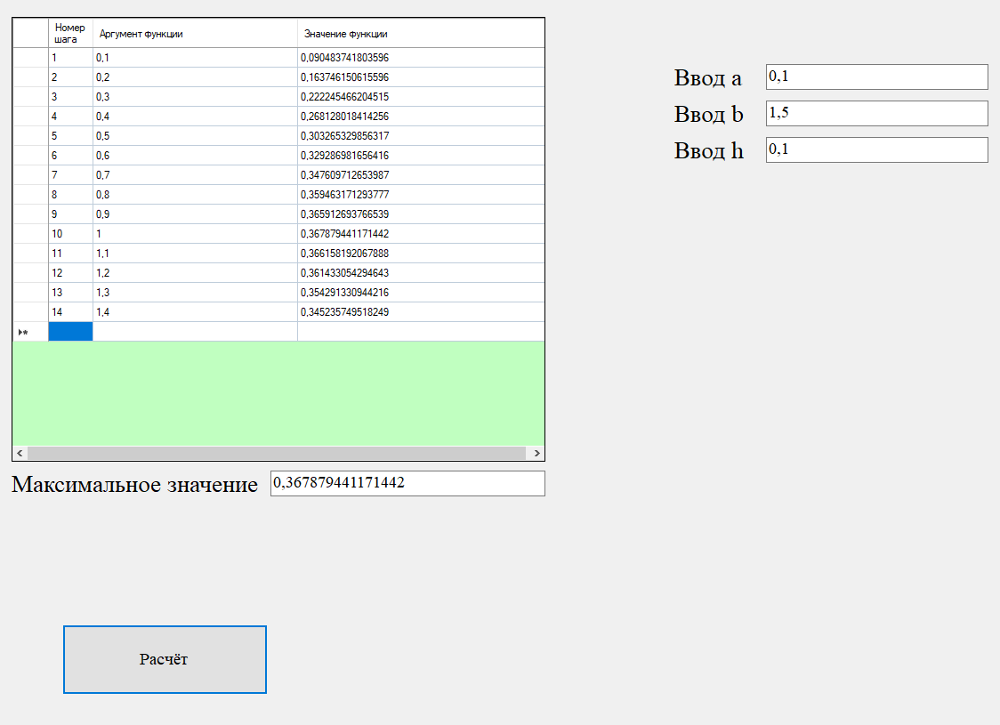 Номер шага Аргумент функции Значение функции
1 0,1 0,090483741803596
2 0,2 0,163746150615596
3 0,3 0,222245466204515
4 0,4 0,268128018414256
5 0,5 0,303265329856317
6 0,6 0,329286981656416
7 0,7 0,347609712653987
8 0,8 0,359463171293777
9 0,9 0,365912693766539
10 1 0,367879441171442
11 1,1 0,366158192067888
12 1,2 0,361433054294643
13 1,3 0,354291330944216
14 1,4 0,345235749518249
Максимальное значение 0,367879441171442
Расчёт
Ввод a 0,1
Ввод b 1,5
Ввод h 0,1